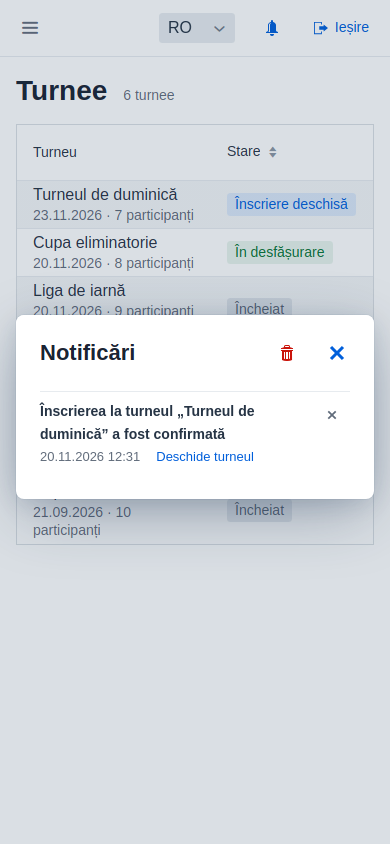 RO
Ieșire
Turnee 6 turnee
Turneu Stare
Turneul de duminică
23.11.2026 · 7 participanți
Înscriere deschisă
Cupa eliminatorie
20.11.2026 · 8 participanți
În desfășurare
Liga de iarnă
20.11.2026 · 9 participanți
Încheiat
Notificări
Înscrierea la turneul „Turneul de
duminică” a fost confirmată
20.11.2026 12:31 Deschide turneul
21.09.2026 · 10
participanți
Încheiat